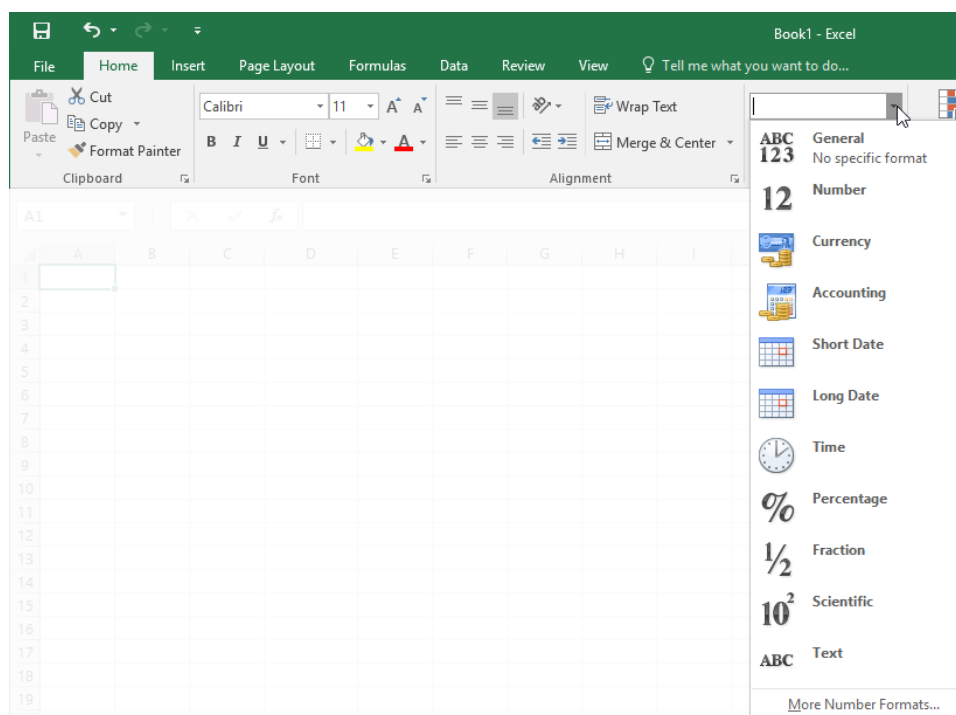 Book1 - Excel
File Home Insert Page Layout Formulas Data Review View Tell me what you want to do...
Paste
Cut
Copy
Format Painter
Clipboard
Calibri 11 A A
B I U A
Font
Wrap Text
Merge & Center
Alignment
ABC 123 General
No specific format
12 Number
Currency
Accounting
Short Date
Long Date
Time
% Percentage
1/2 Fraction
10² Scientific
ABC Text
More Number Formats...
A1 fx
A B C D E F G H I
1
2
3
4
5
6
7
8
9
10
11
12
13
14
15
16
17
18
19